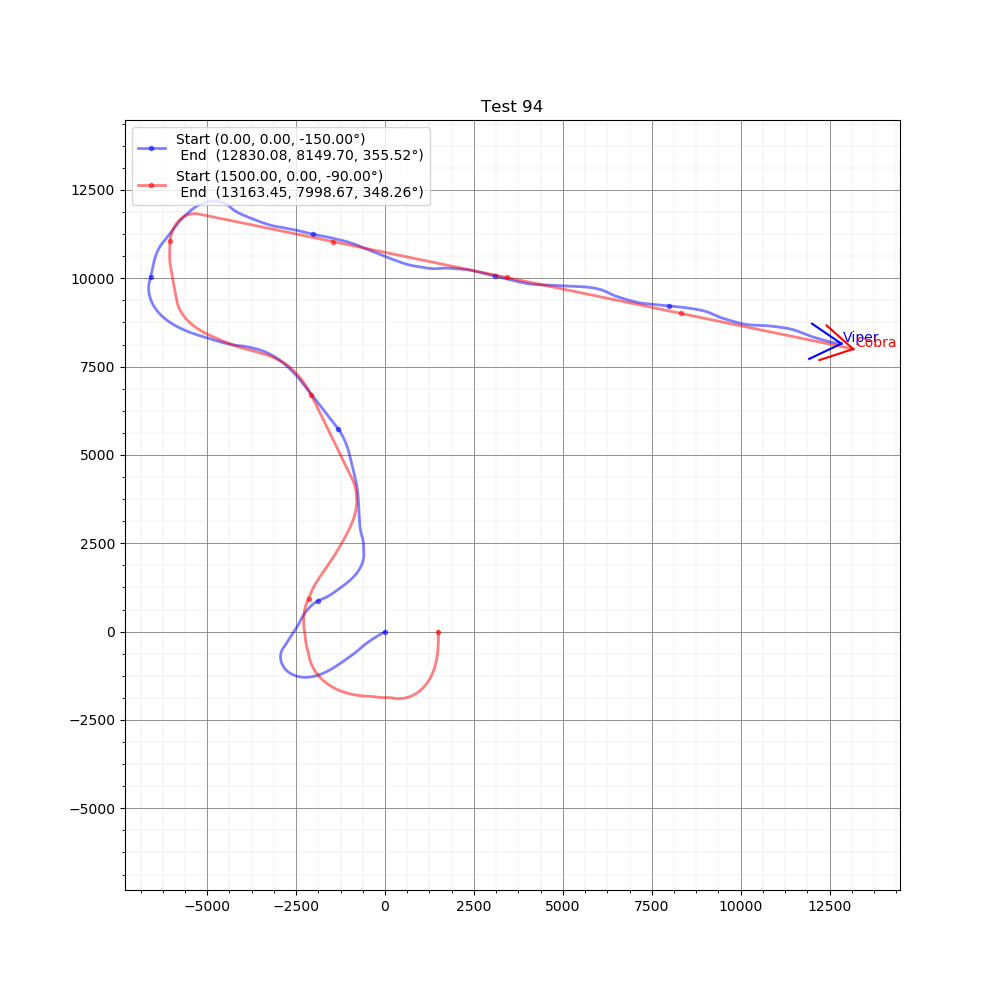 Test 94
Start (0.00, 0.00, -150.00°)
End (12830.08, 8149.70, 355.52°)
Start (1500.00, 0.00, -90.00°)
End (13163.45, 7998.67, 348.26°)
12500
10000
7500
5000
2500
0
−2500
−5000
Viper
Cobra
−5000 −2500 0 2500 5000 7500 10000 12500